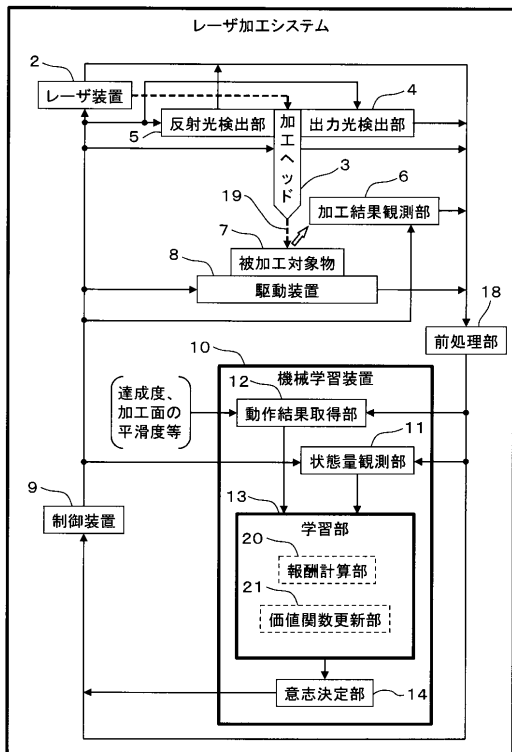 レーザ加工システム
2
レーザ装置
4
反射光検出部
5
加工ヘッド
出力光検出部
3
6
19
加工結果観測部
7
被加工対象物
8
駆動装置
18
前処理部
10
機械学習装置
達成度、
加工面の
平滑度等
12
動作結果取得部
11
状態量観測部
9
制御装置
13
学習部
20
報酬計算部
21
価値関数更新部
意志決定部
14